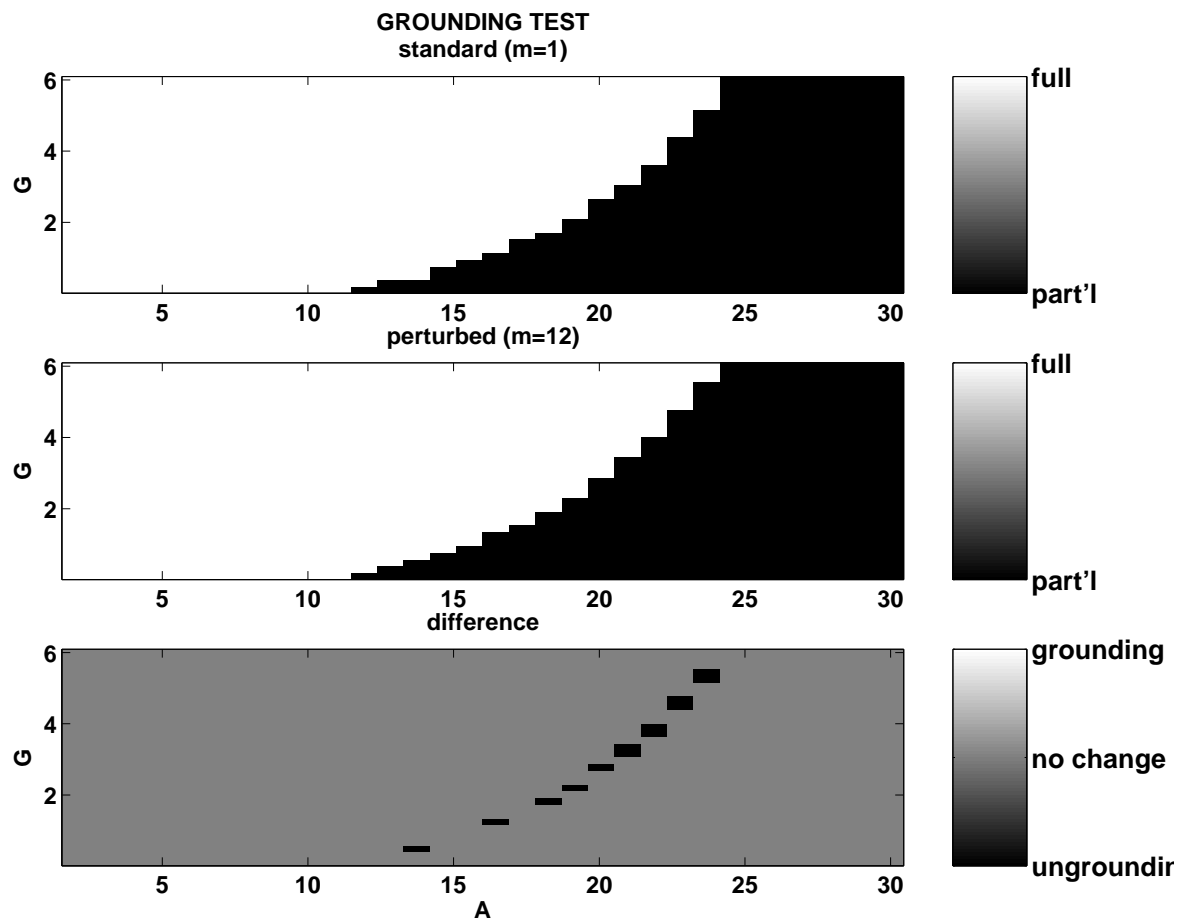 GROUNDING TEST
standard (m=1)
6
4
2
G
5 10 15 20 25 30
full
part'l
perturbed (m=12)
6
4
2
G
5 10 15 20 25 30
full
part'l
difference
6
4
2
G
5 10 15 20 25 30
A
grounding
no change
ungroundir